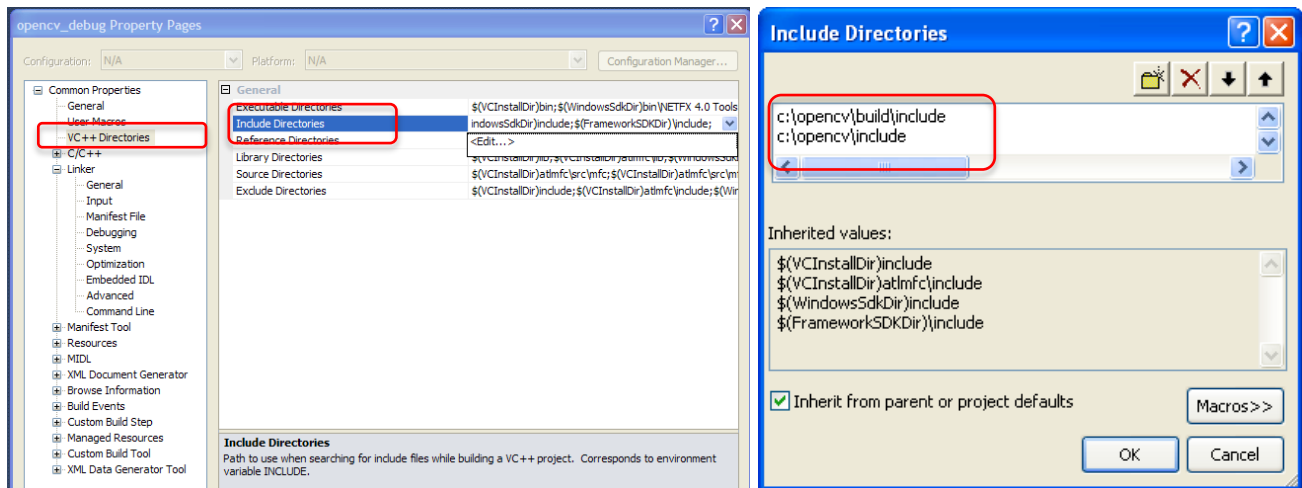 opencv_debug Property Pages
Configuration: N/A Platform: N/A Configuration Manager...
Common Properties
General
User Macros
VC++ Directories
C/C++
Linker
General
Input
Manifest File
Debugging
System
Optimization
Embedded IDL
Advanced
Command Line
Manifest Tool
Resources
MIDL
XML Document Generator
Browse Information
Build Events
Custom Build Step
Managed Resources
Custom Build Tool
XML Data Generator Tool
General
Executable Directories $(VCInstallDir)bin;$(WindowsSdkDir)bin\NETFX 4.0 Tools
Include Directories indowsSdkDir)include;$(FrameworkSDKDir)\include;
Reference Directories <Edit...>
Library Directories $(VCInstallDir)lib;$(VCInstallDir)atlmfc\lib;$(WindowsSdk
Source Directories $(VCInstallDir)atlmfc\src\mfc;$(VCInstallDir)atlmfc\src\m
Exclude Directories $(VCInstallDir)include;$(VCInstallDir)atlmfc\include;$(Wir
Include Directories
Path to use when searching for include files while building a VC++ project. Corresponds to environment
variable INCLUDE.
Include Directories
c:\opencv\build\include
c:\opencv\include
Inherited values:
$(VCInstallDir)include
$(VCInstallDir)atlmfc\include
$(WindowsSdkDir)include
$(FrameworkSDKDir)\include
Inherit from parent or project defaults
Macros>>
OK Cancel